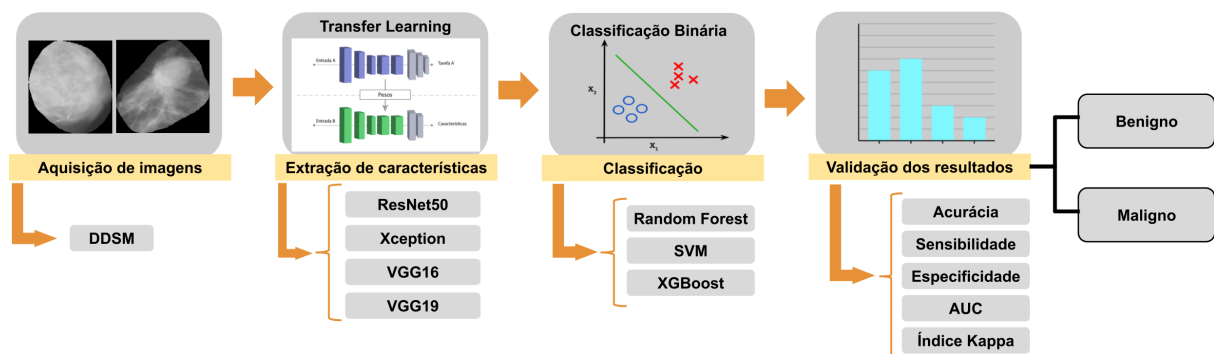 Aquisição de imagens
DDSM
Transfer Learning
Entrada A
Tarefa A
Pesos
Entrada B
Características
Extração de características
ResNet50
Xception
VGG16
VGG19
Classificação Binária
x2
x1
Classificação
Random Forest
SVM
XGBoost
Validação dos resultados
Acurácia
Sensibilidade
Especificidade
AUC
Índice Kappa
Benigno
Maligno